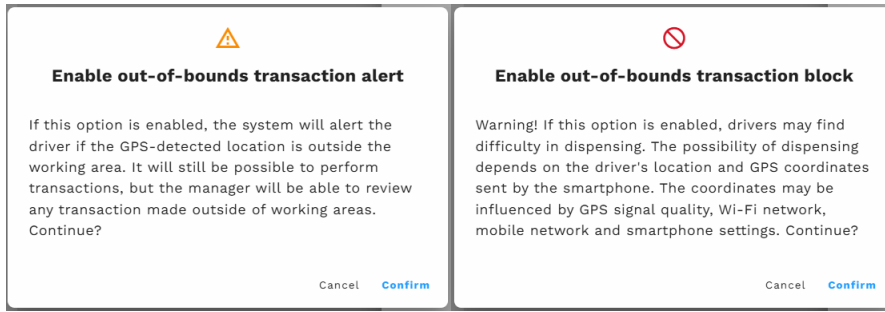 Enable out-of-bounds transaction alert
If this option is enabled, the system will alert the
driver if the GPS-detected location is outside the
working area. It will still be possible to perform
transactions, but the manager will be able to review
any transaction made outside of working areas.
Continue?
Cancel Confirm
Enable out-of-bounds transaction block
Warning! If this option is enabled, drivers may find
difficulty in dispensing. The possibility of dispensing
depends on the driver's location and GPS coordinates
sent by the smartphone. The coordinates may be
influenced by GPS signal quality, Wi-Fi network,
mobile network and smartphone settings. Continue?
Cancel Confirm